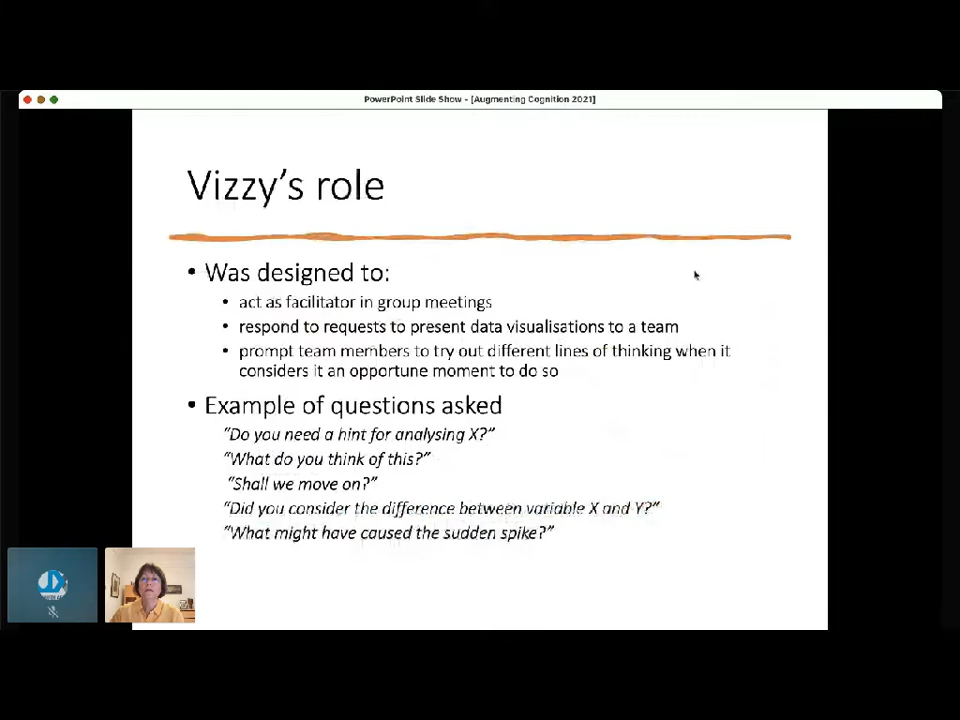 PowerPoint Slide Show - [Augmenting Cognition 2021]
Vizzy’s role
• Was designed to:
• act as facilitator in group meetings
• respond to requests to present data visualisations to a team
• prompt team members to try out different lines of thinking when it
considers it an opportune moment to do so
• Example of questions asked
“Do you need a hint for analysing X?”
“What do you think of this?”
“Shall we move on?”
“Did you consider the difference between variable X and Y?”
“What might have caused the sudden spike?”